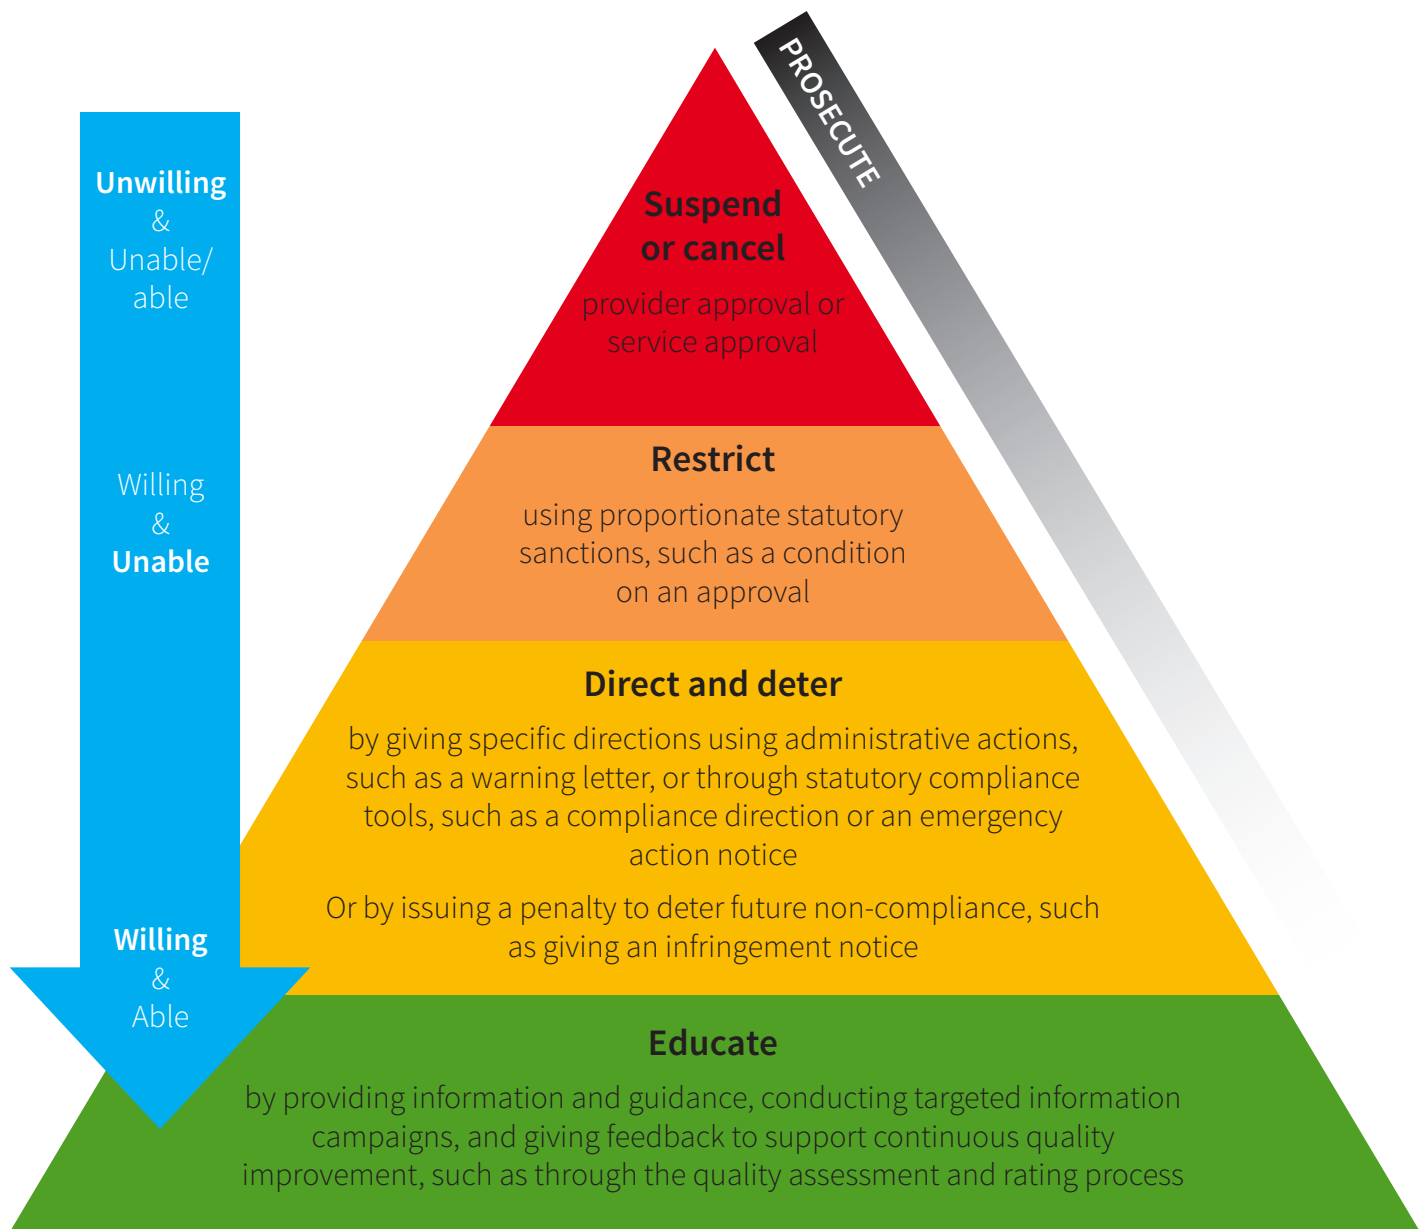 PROSECUTE
Unwilling
&
Unable/
able
Willing
&
Unable
Willing
&
Able
Suspend
or cancel
provider approval or
service approval
Restrict
using proportionate statutory
sanctions, such as a condition
on an approval
Direct and deter
by giving specific directions using administrative actions,
such as a warning letter, or through statutory compliance
tools, such as a compliance direction or an emergency
action notice
Or by issuing a penalty to deter future non-compliance, such
as giving an infringement notice
Educate
by providing information and guidance, conducting targeted information
campaigns, and giving feedback to support continuous quality
improvement, such as through the quality assessment and rating process